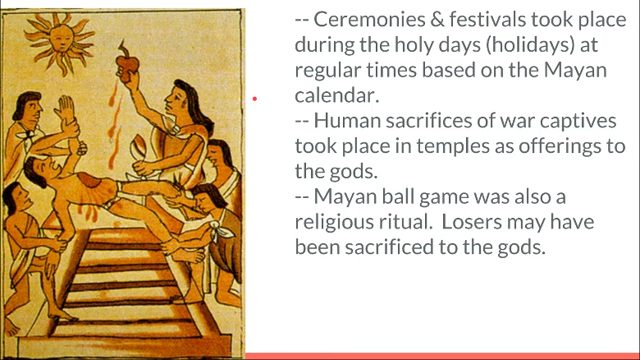 -- Ceremonies & festivals took place
during the holy days (holidays) at
regular times based on the Mayan
calendar.
-- Human sacrifices of war captives
took place in temples as offerings to
the gods.
-- Mayan ball game was also a
religious ritual.  Losers may have
been sacrificed to the gods.